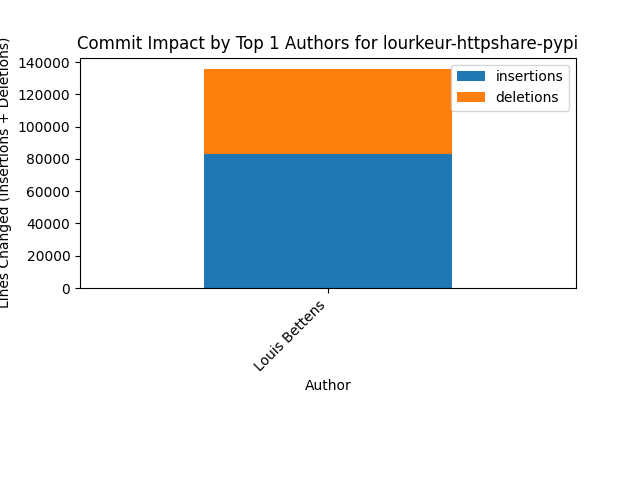 Commit Impact by Top 1 Authors for lourkeur-httpshare-pypi
Lines Changed (Insertions + Deletions)
140000
120000
100000
80000
60000
40000
20000
0
insertions
deletions
Louis Bettens
Author